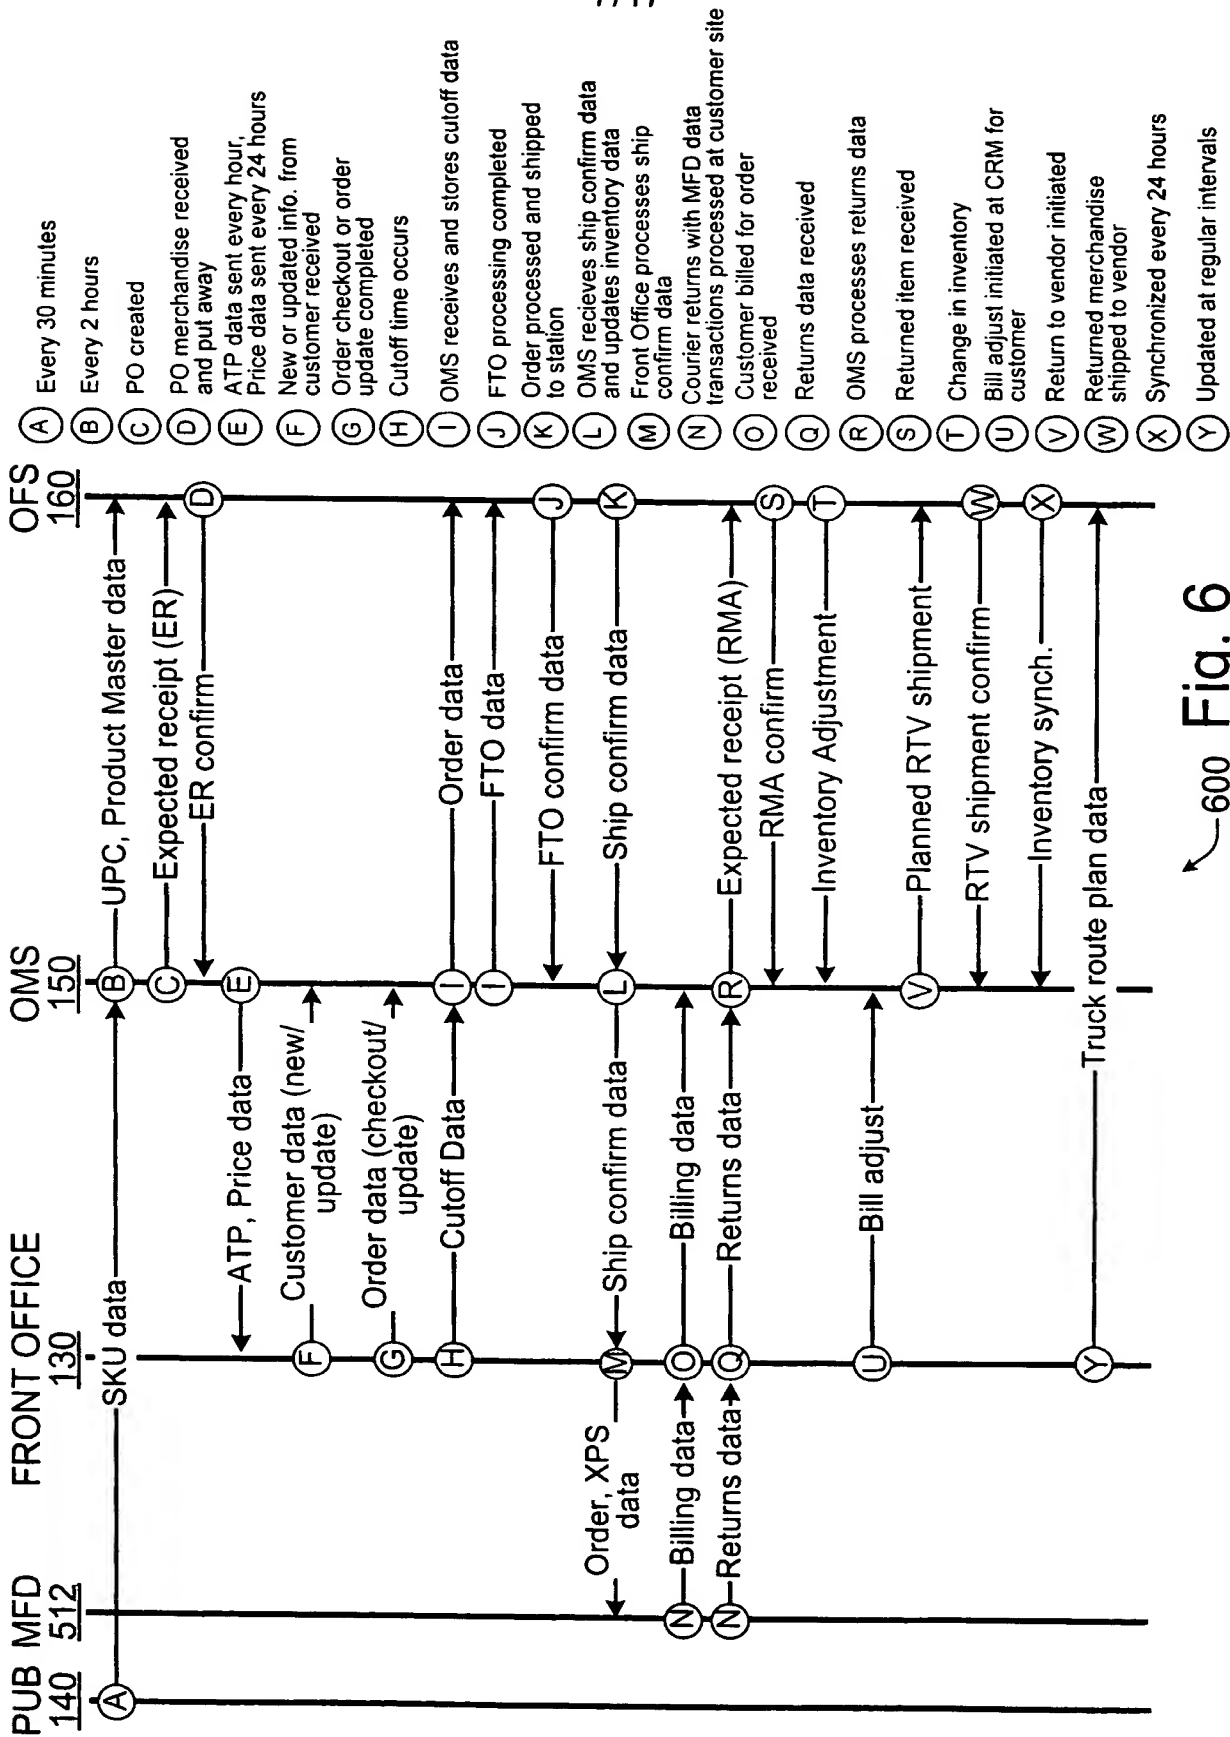 PUB
140
MFD
512
FRONT OFFICE
130
OMS
150
OFS
160
A
SKU data
B
UPC, Product Master data
C
Expected receipt (ER)
D
ER confirm
E
ATP, Price data
F
Customer data (new/
update)
G
Order data (checkout/
update)
H
Cutoff Data
I
Order data
I
FTO data
J
FTO confirm data
K
Ship confirm data
L
Ship confirm data
M
Order, XPS
data
N
Billing data
O
Billing data
N
Returns data
Q
Returns data
R
Expected receipt (RMA)
S
RMA confirm
T
Inventory Adjustment
U
Bill adjust
V
Planned RTV shipment
W
RTV shipment confirm
X
Inventory synch.
Y
Truck route plan data
A Every 30 minutes
B Every 2 hours
C PO created
D PO merchandise received
and put away
E ATP data sent every hour,
Price data sent every 24 hours
F New or updated info. from
customer received
G Order checkout or order
update completed
H Cutoff time occurs
I OMS receives and stores cutoff data
J FTO processing completed
K Order processed and shipped
to station
L OMS recieves ship confirm data
and updates inventory data
M Front Office processes ship
confirm data
N Courier returns with MFD data
transactions processed at customer site
O Customer billed for order
received
Q Returns data received
R OMS processes returns data
S Returned item received
T Change in inventory
U Bill adjust initiated at CRM for
customer
V Return to vendor initiated
W Returned merchandise
shipped to vendor
X Synchronized every 24 hours
Y Updated at regular intervals
600 Fig. 6